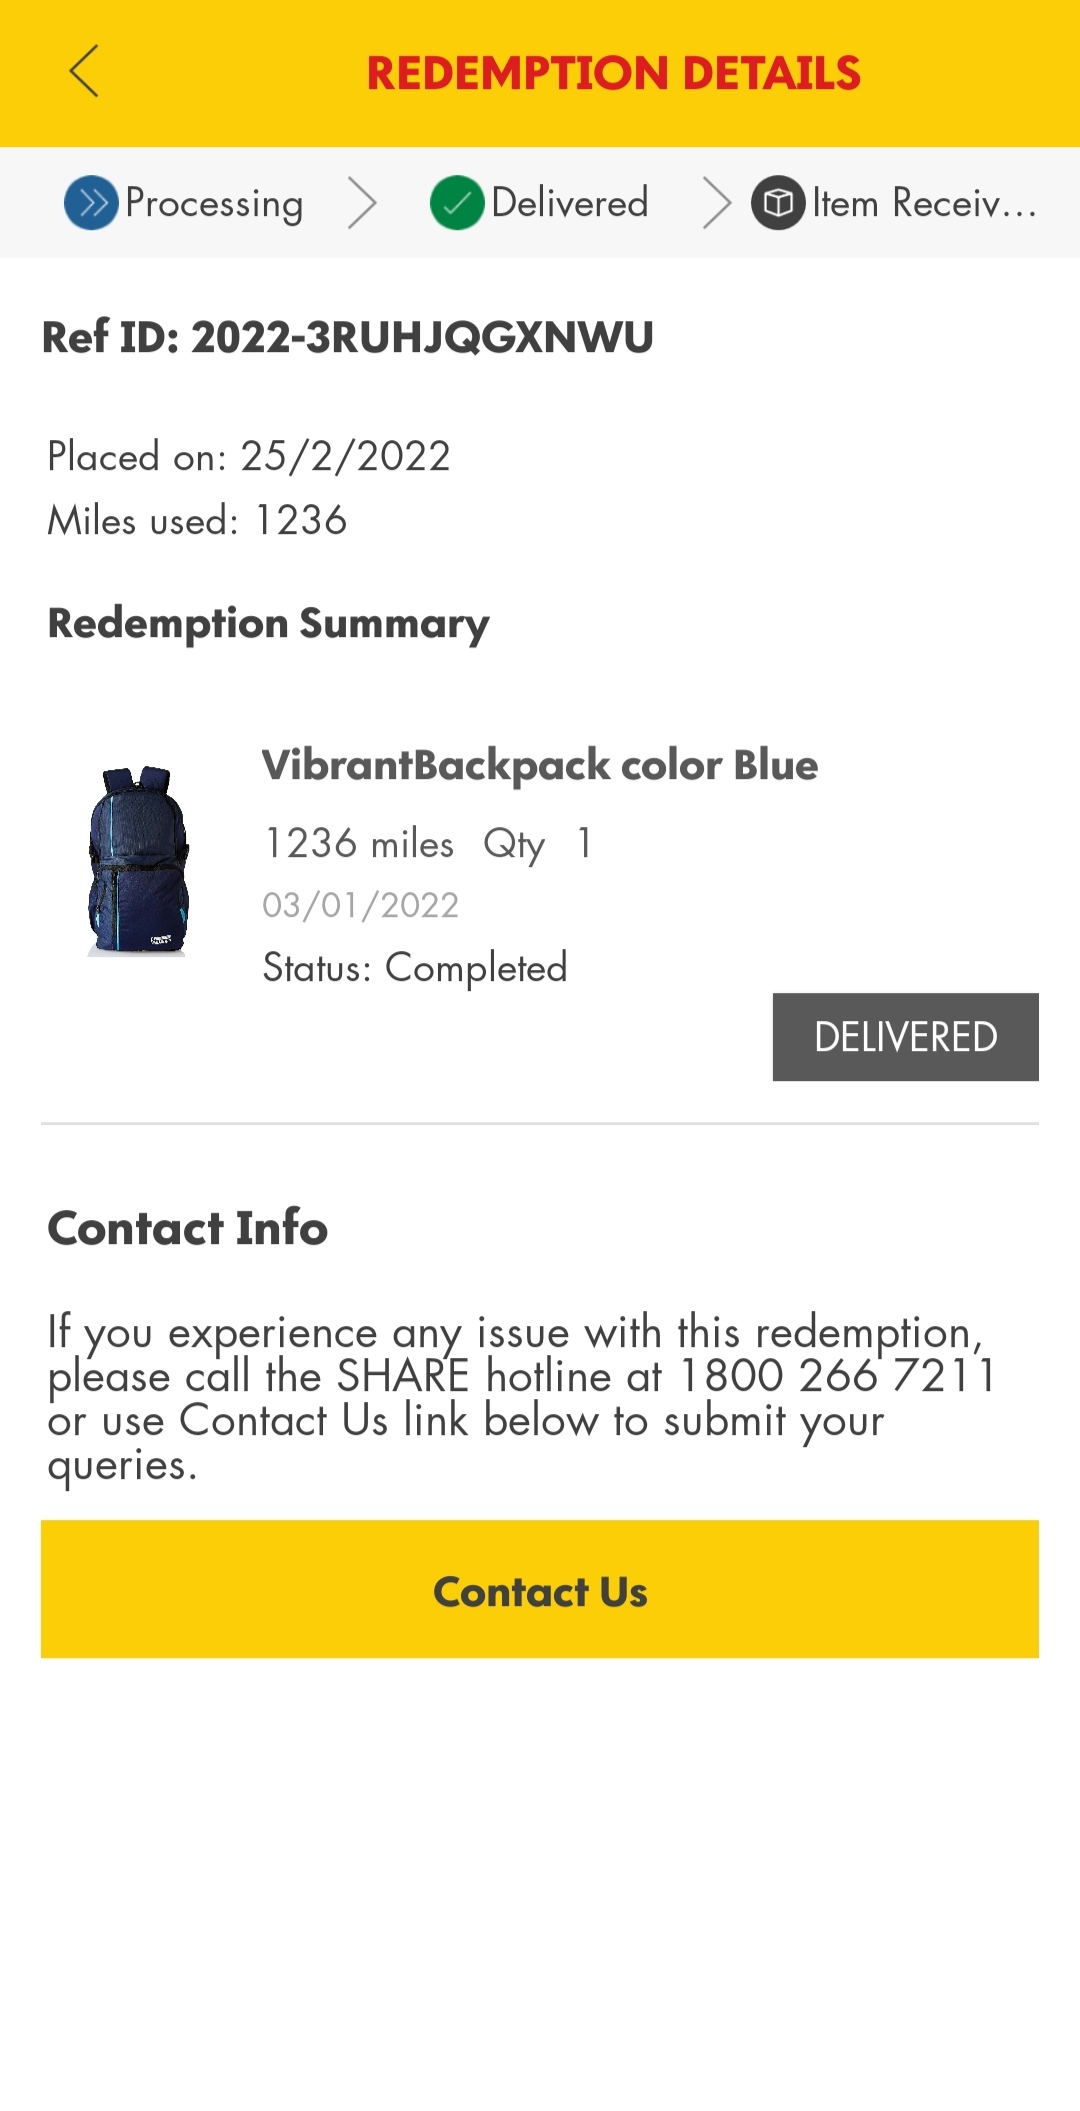 REDEMPTION DETAILS
Processing Delivered Item Receiv...
Ref ID: 2022-3RUHJQGXNWU
Placed on: 25/2/2022
Miles used: 1236
Redemption Summary
VibrantBackpack color Blue
1236 miles Qty 1
03/01/2022
Status: Completed
DELIVERED
Contact Info
If you experience any issue with this redemption,
please call the SHARE hotline at 1800 266 7211
or use Contact Us link below to submit your
queries.
Contact Us